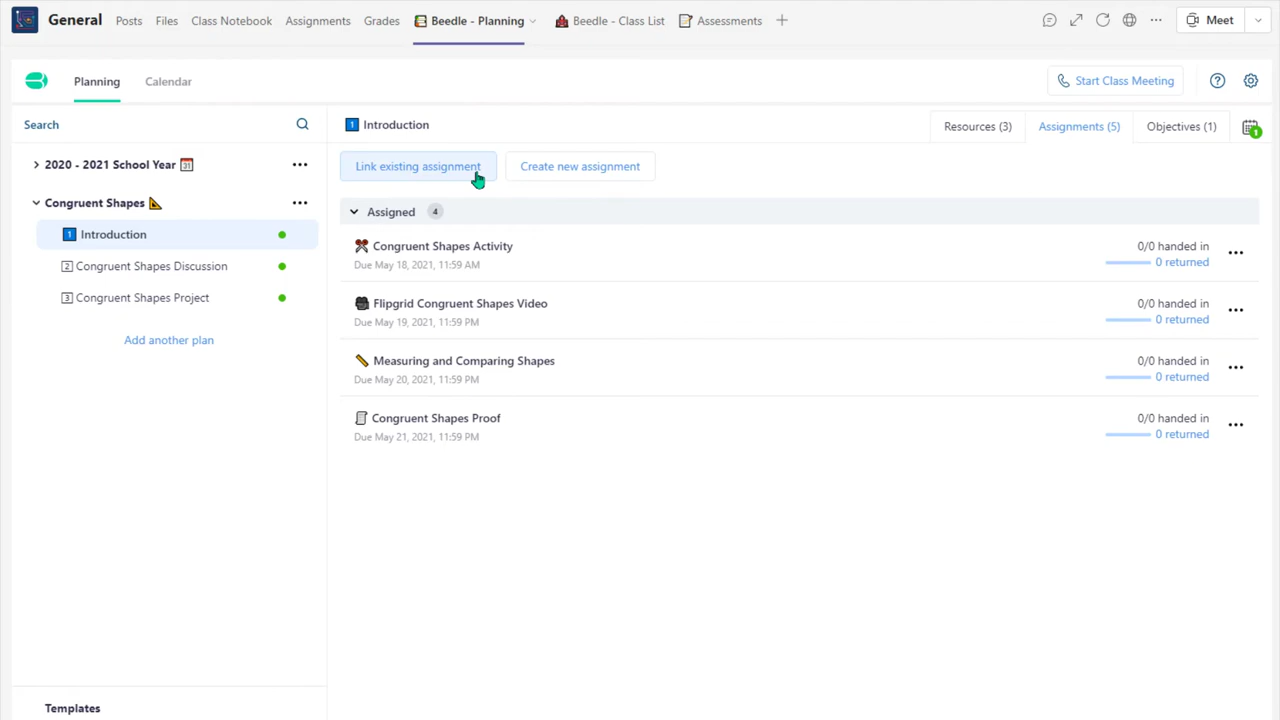 General Posts Files Class Notebook Assignments Grades Beedle - Planning Beedle - Class List Assessments Meet
Planning Calendar Start Class Meeting
Search
2020 - 2021 School Year
Congruent Shapes
1 Introduction
2 Congruent Shapes Discussion
3 Congruent Shapes Project
Add another plan
Templates
1 Introduction Resources (3) Assignments (5) Objectives (1) 1
Link existing assignment Create new assignment
Assigned 4
Congruent Shapes Activity 0/0 handed in
Due May 18, 2021, 11:59 AM 0 returned
Flipgrid Congruent Shapes Video 0/0 handed in
Due May 19, 2021, 11:59 PM 0 returned
Measuring and Comparing Shapes 0/0 handed in
Due May 20, 2021, 11:59 PM 0 returned
Congruent Shapes Proof 0/0 handed in
Due May 21, 2021, 11:59 PM 0 returned